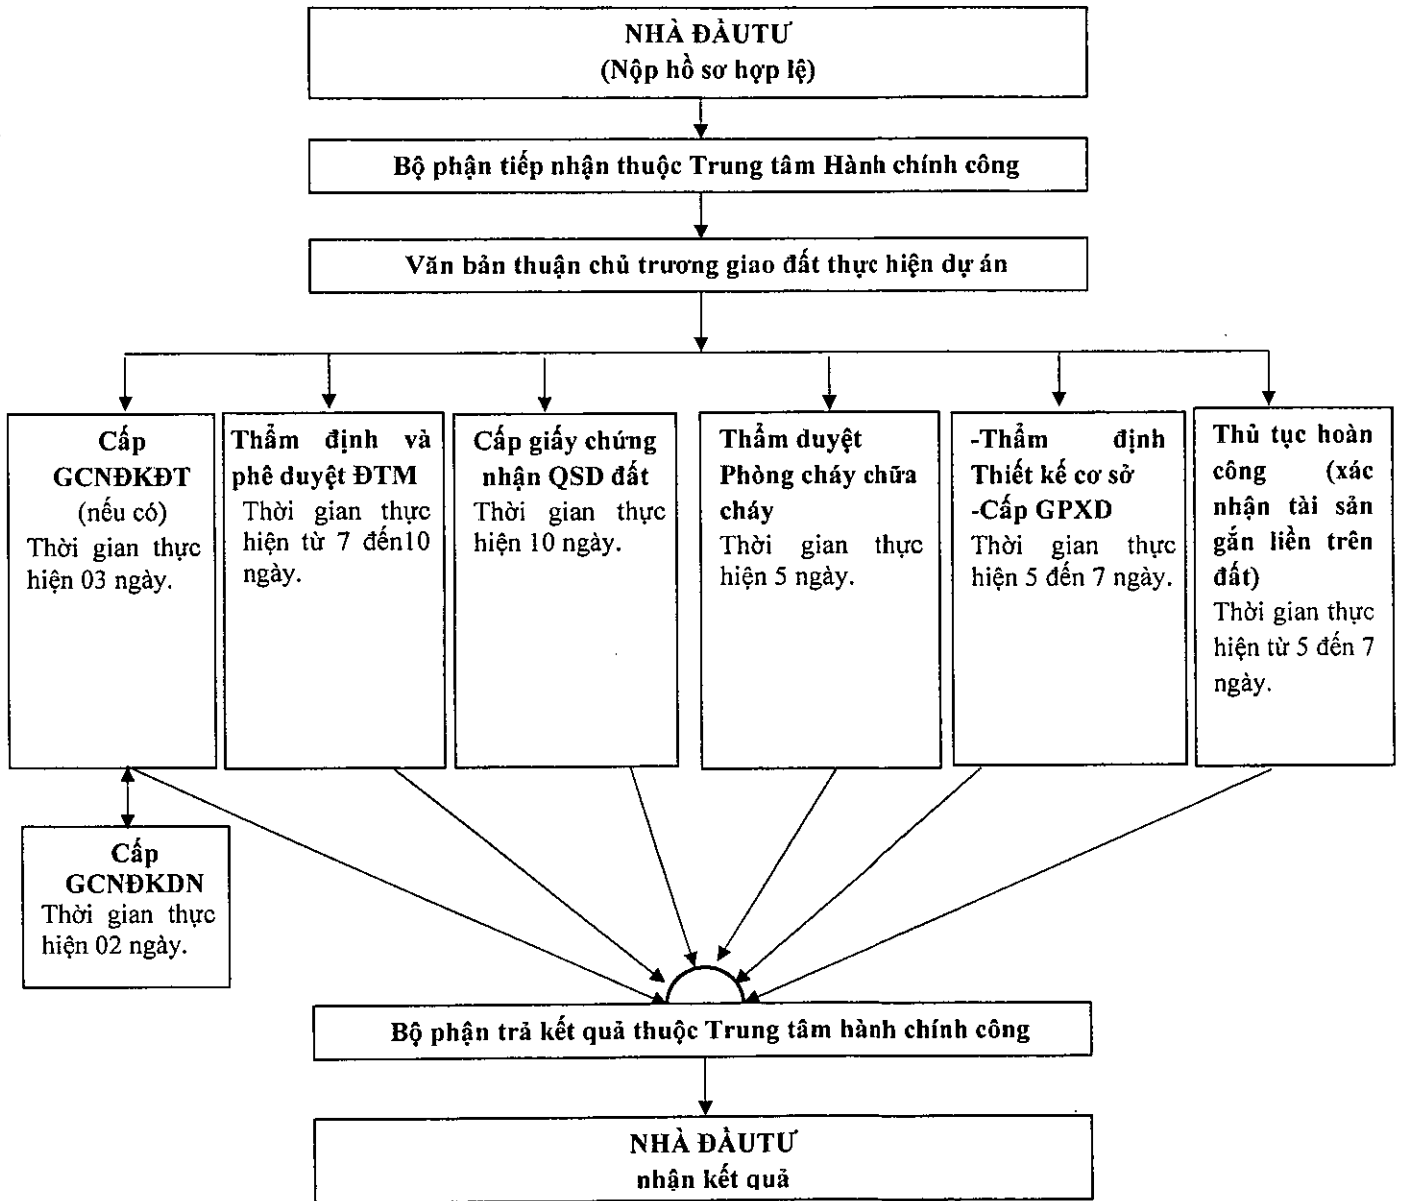 NHÀ ĐẦUTƯ
(Nộp hồ sơ hợp lệ)
Bộ phận tiếp nhận thuộc Trung tâm Hành chính công
Văn bản thuận chủ trương giao đất thực hiện dự án
Cấp
GCNĐKĐT
(nếu có)
Thời gian thực
hiện 03 ngày.
Thẩm định và
phê duyệt ĐTM
Thời gian thực
hiện từ 7 đến10
ngày.
Cấp giấy chứng
nhận QSD đất
Thời gian thực
hiện 10 ngày.
Thẩm duyệt
Phòng cháy chữa
cháy
Thời gian thực
hiện 5 ngày.
-Thẩm định
Thiết kế cơ sở
-Cấp GPXD
Thời gian thực
hiện 5 đến 7 ngày.
Thủ tục hoàn
công (xác
nhận tài sản
gắn liền trên
đất)
Thời gian thực
hiện từ 5 đến 7
ngày.
Cấp
GCNĐKDN
Thời gian thực
hiện 02 ngày.
Bộ phận trả kết quả thuộc Trung tâm hành chính công
NHÀ ĐẦUTƯ
nhận kết quả